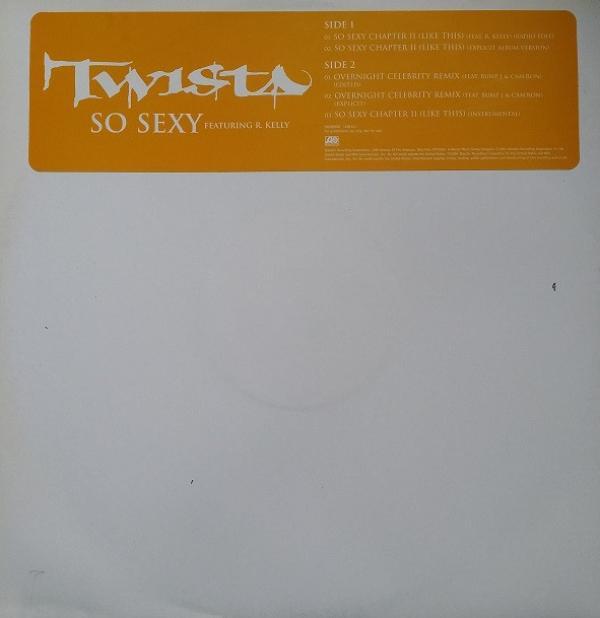 TWISTA
SO SEXY FEATURING R. KELLY
SIDE 1
01. SO SEXY CHAPTER II (LIKE THIS) (FEAT. R. KELLY) (RADIO EDIT)
02. SO SEXY CHAPTER II (LIKE THIS) (EXPLICIT ALBUM VERSION)
SIDE 2
01. OVERNIGHT CELEBRITY REMIX (FEAT. BUMP J & CAM'RON)
(EDITED)
02. OVERNIGHT CELEBRITY REMIX (FEAT. BUMP J & CAM'RON)
(EXPLICIT)
03. SO SEXY CHAPTER II (LIKE THIS) (INSTRUMENTAL)